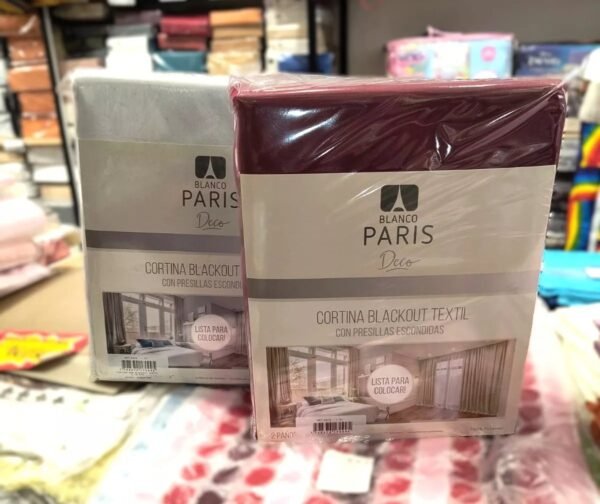 BLANCO
PARIS
Deco
CORTINA BLACKOUT
CON PRESILLAS
LISTA PARA
COLOCAR!
BLANCO
PARIS
Deco
CORTINA BLACKOUT TEXTIL
CON PRESILLAS ESCONDIDAS
LISTA PARA
COLOCAR!
2 PAÑOS